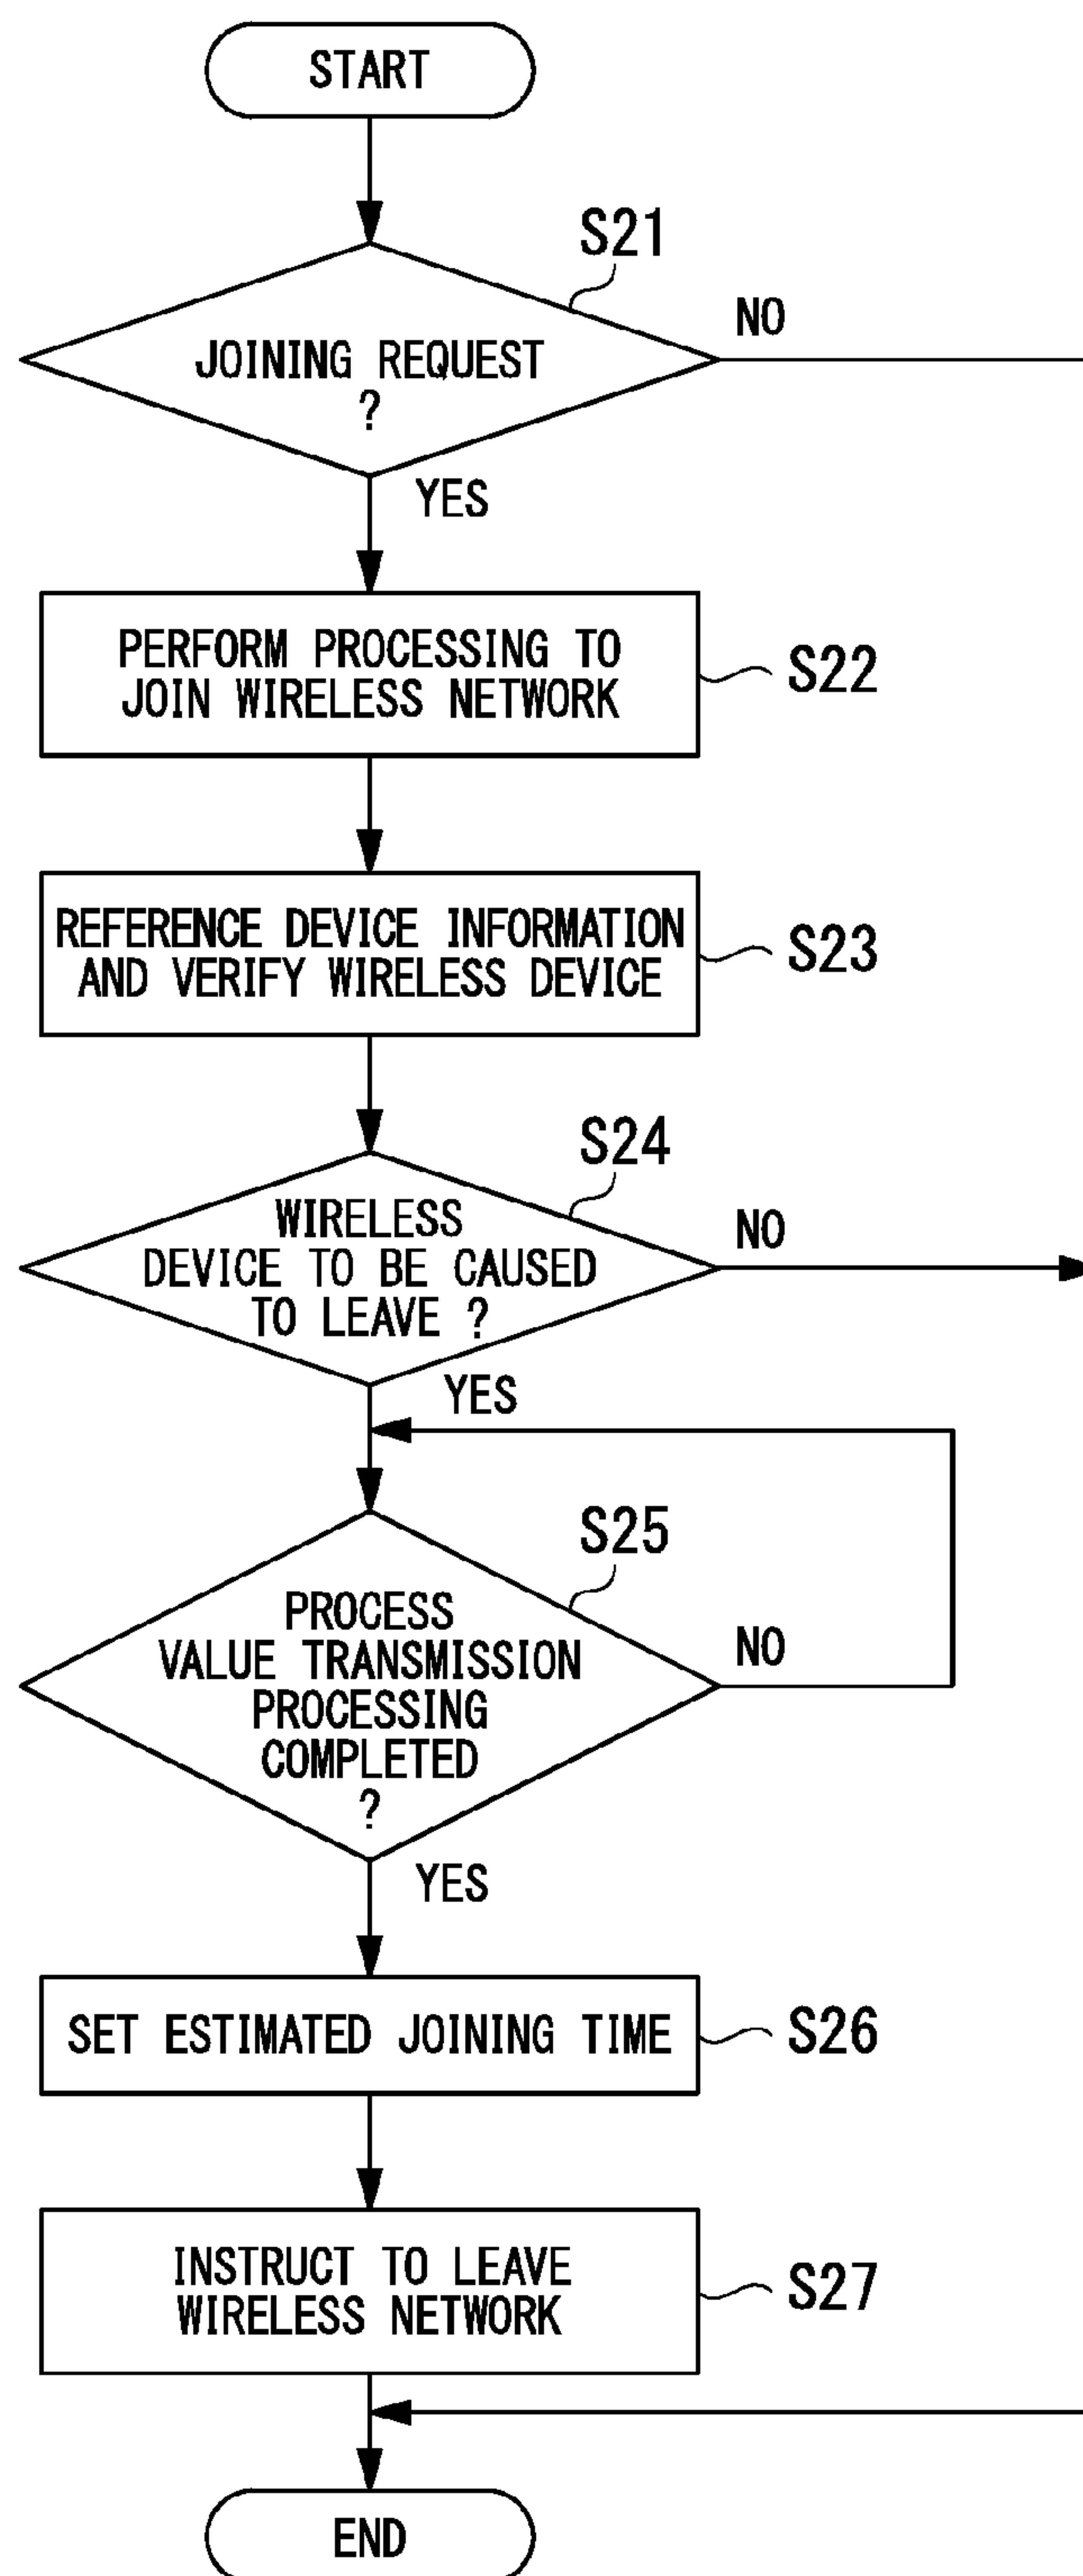 START
S21
NO
JOINING REQUEST
?
YES
PERFORM PROCESSING TO
JOIN WIRELESS NETWORK
S22
REFERENCE DEVICE INFORMATION
AND VERIFY WIRELESS DEVICE
S23
S24
WIRELESS
DEVICE TO BE CAUSED
TO LEAVE ?
NO
YES
S25
PROCESS
VALUE TRANSMISSION
PROCESSING
COMPLETED
?
NO
YES
SET ESTIMATED JOINING TIME
S26
INSTRUCT TO LEAVE
WIRELESS NETWORK
S27
END